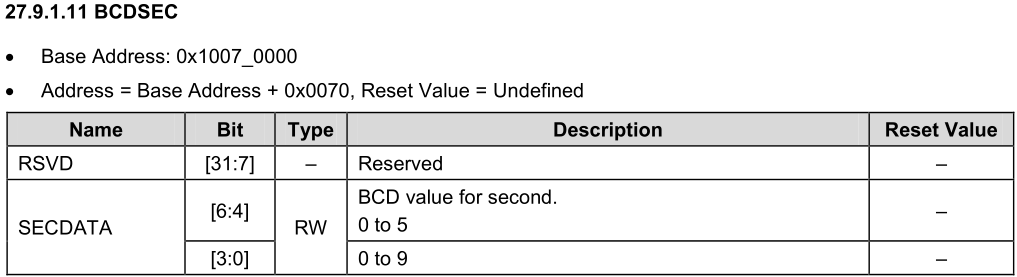 27.9.1.11 BCDSEC
• Base Address: 0x1007_0000
• Address = Base Address + 0x0070, Reset Value = Undefined
Name Bit Type Description Reset Value
RSVD [31:7] – Reserved –
SECDATA [6:4] RW BCD value for second. –
0 to 5
[3:0] 0 to 9 –